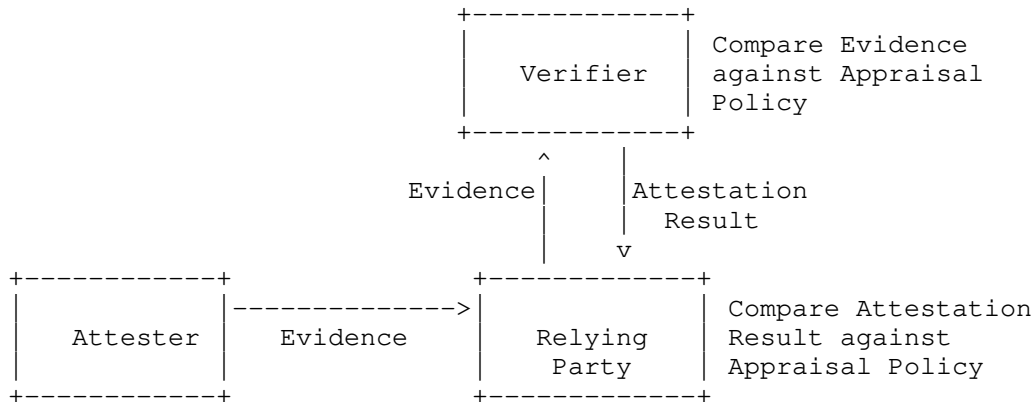 Compare Evidence
Verifier against Appraisal
Policy
Evidence Attestation
Result
Compare Attestation
Attester Evidence Relying Result against
Party Appraisal Policy